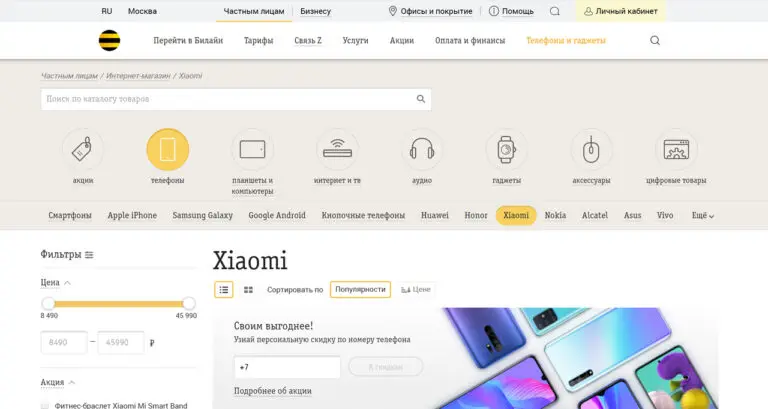 RU Москва Частным лицам Бизнесу Офисы и покрытие Помощь Личный кабинет
Перейти в Билайн Тарифы Связь Z Услуги Акции Оплата и финансы Телефоны и гаджеты
Частным лицам / Интернет-магазин / Xiaomi
Поиск по каталогу товаров
акции телефоны планшеты и компьютеры интернет и тв аудио гаджеты аксессуары цифровые товары
Смартфоны Apple iPhone Samsung Galaxy Google Android Кнопочные телефоны Huawei Honor Xiaomi Nokia Alcatel Asus Vivo Ещё
Фильтры
Цена
8 490 45 990
8490 — 45990 ₽
Акция
Фитнес-браслет Xiaomi Mi Smart Band
Xiaomi
Сортировать по Популярности Цене
Своим выгоднее!
Узнай персональную скидку по номеру телефона
+7
К скидкам
Подробнее об акции